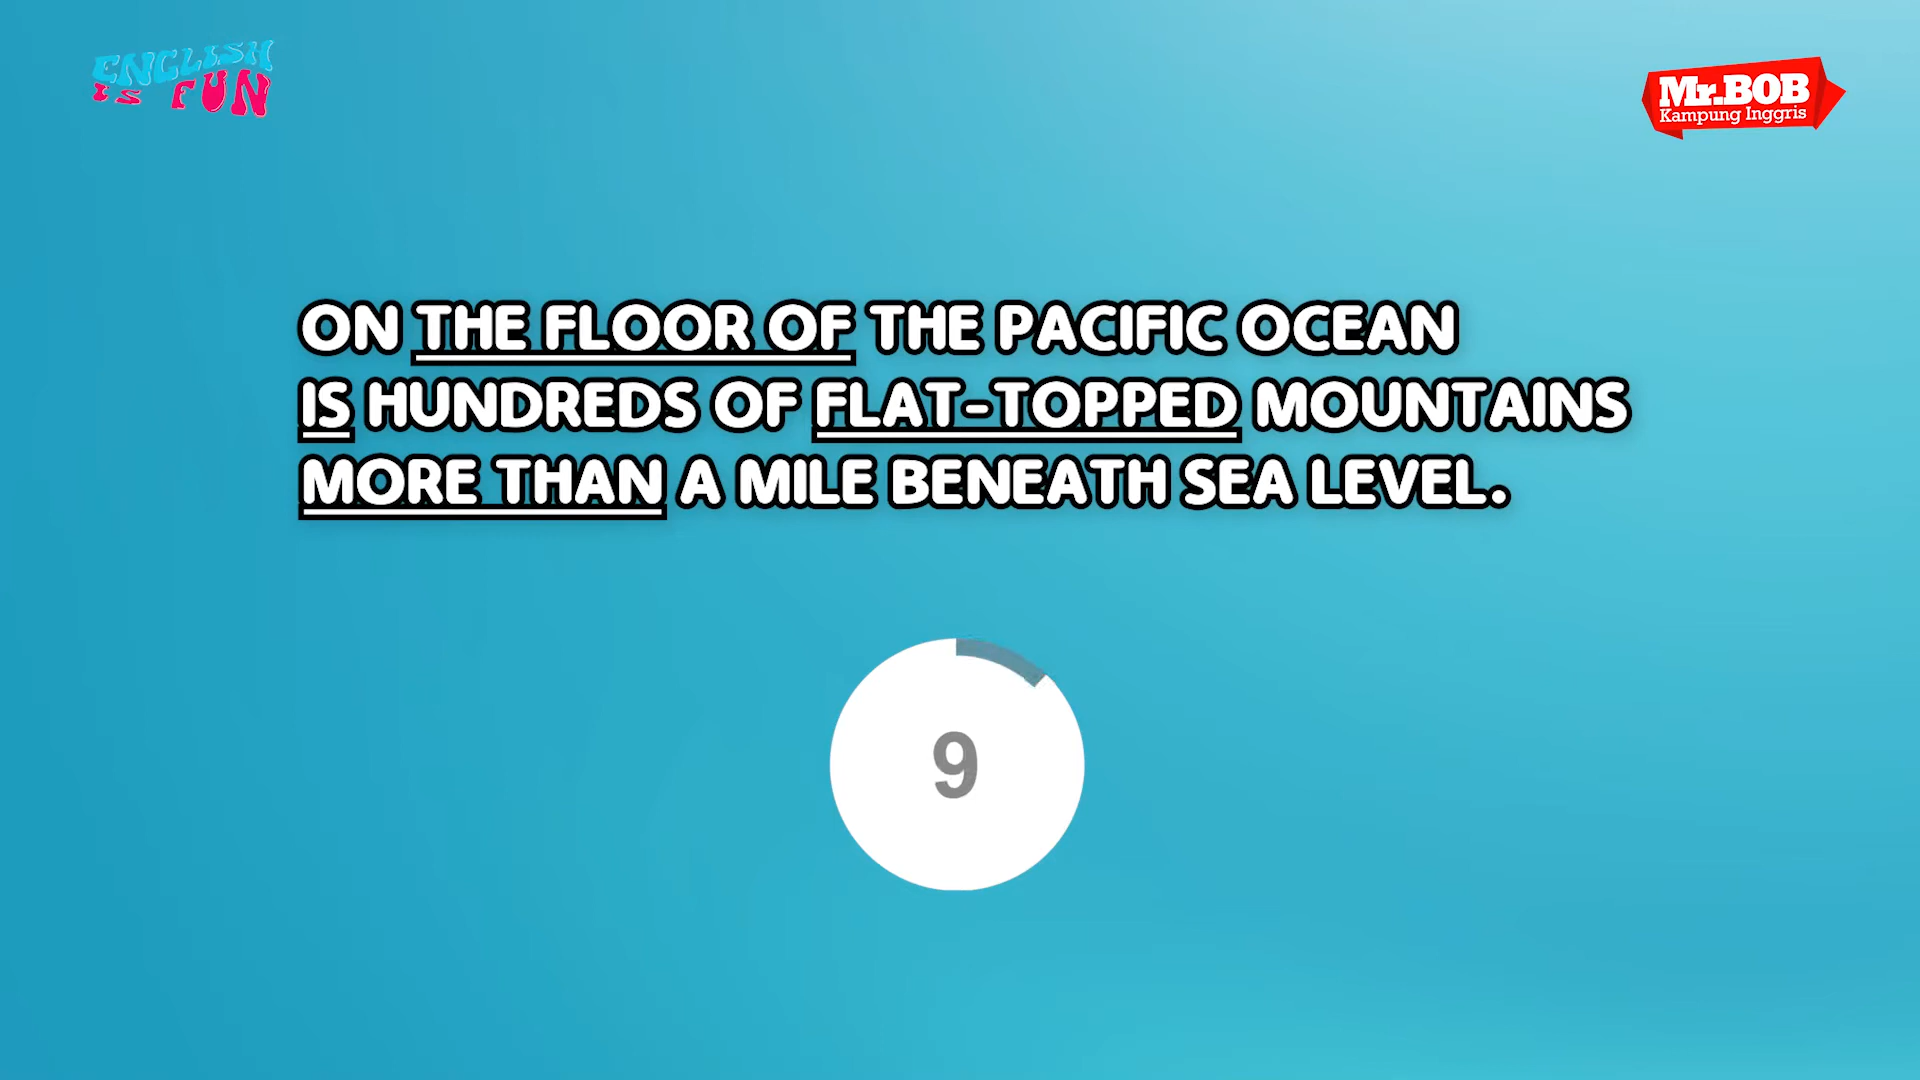 ENGLISH
IS FUN
Mr.BOB
Kampung Inggris
ON THE FLOOR OF THE PACIFIC OCEAN
IS HUNDREDS OF FLAT-TOPPED MOUNTAINS
MORE THAN A MILE BENEATH SEA LEVEL.
9